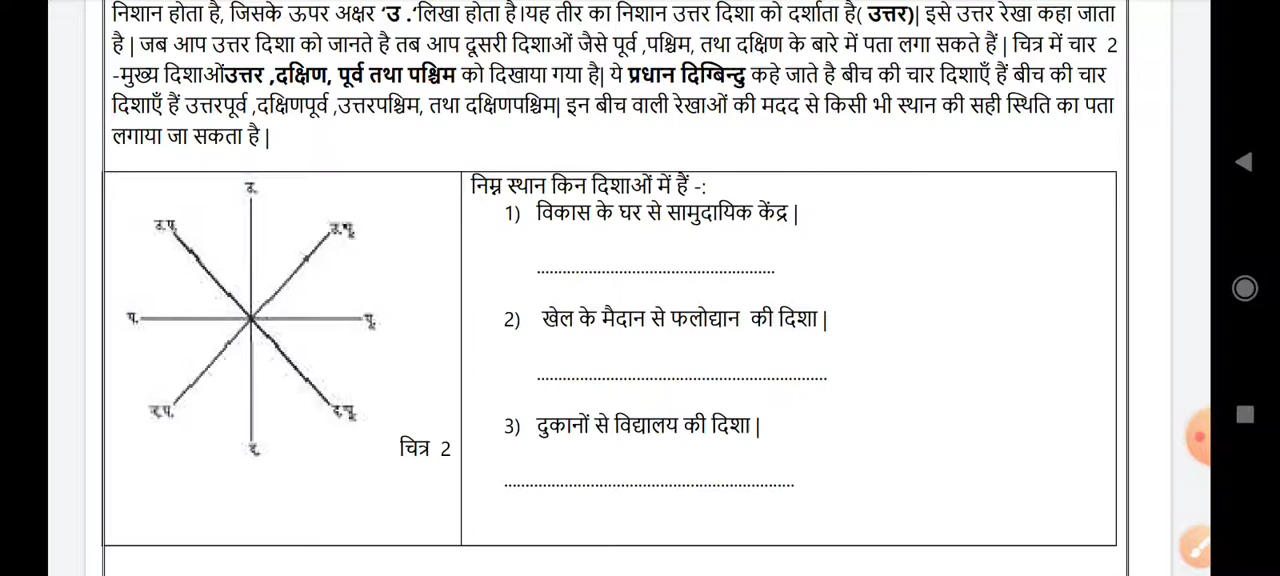 निशान होता है, जिसके ऊपर अक्षर ‘उ .‘लिखा होता है।यह तीर का निशान उत्तर दिशा को दर्शाता है( उत्तर)| इसे उत्तर रेखा कहा जाता
है | जब आप उत्तर दिशा को जानते है तब आप दूसरी दिशाओं जैसे पूर्व ,पश्चिम, तथा दक्षिण के बारे में पता लगा सकते हैं | चित्र में चार 2
-मुख्य दिशाओंउत्तर ,दक्षिण, पूर्व तथा पश्चिम को दिखाया गया है| ये प्रधान दिग्बिन्दु कहे जाते है बीच की चार दिशाएँ हैं बीच की चार
दिशाएँ हैं उत्तरपूर्व ,दक्षिणपूर्व ,उत्तरपश्चिम, तथा दक्षिणपश्चिम| इन बीच वाली रेखाओं की मदद से किसी भी स्थान की सही स्थिति का पता
लगाया जा सकता है |
उ.
उ.प. उ.पू.
प. पू.
द.प. द.पू.
द.
चित्र 2
निम्न स्थान किन दिशाओं में हैं -:
1) विकास के घर से सामुदायिक केंद्र |
........................................................
2) खेल के मैदान से फलोद्यान की दिशा |
.....................................................................
3) दुकानों से विद्यालय की दिशा |
.....................................................................